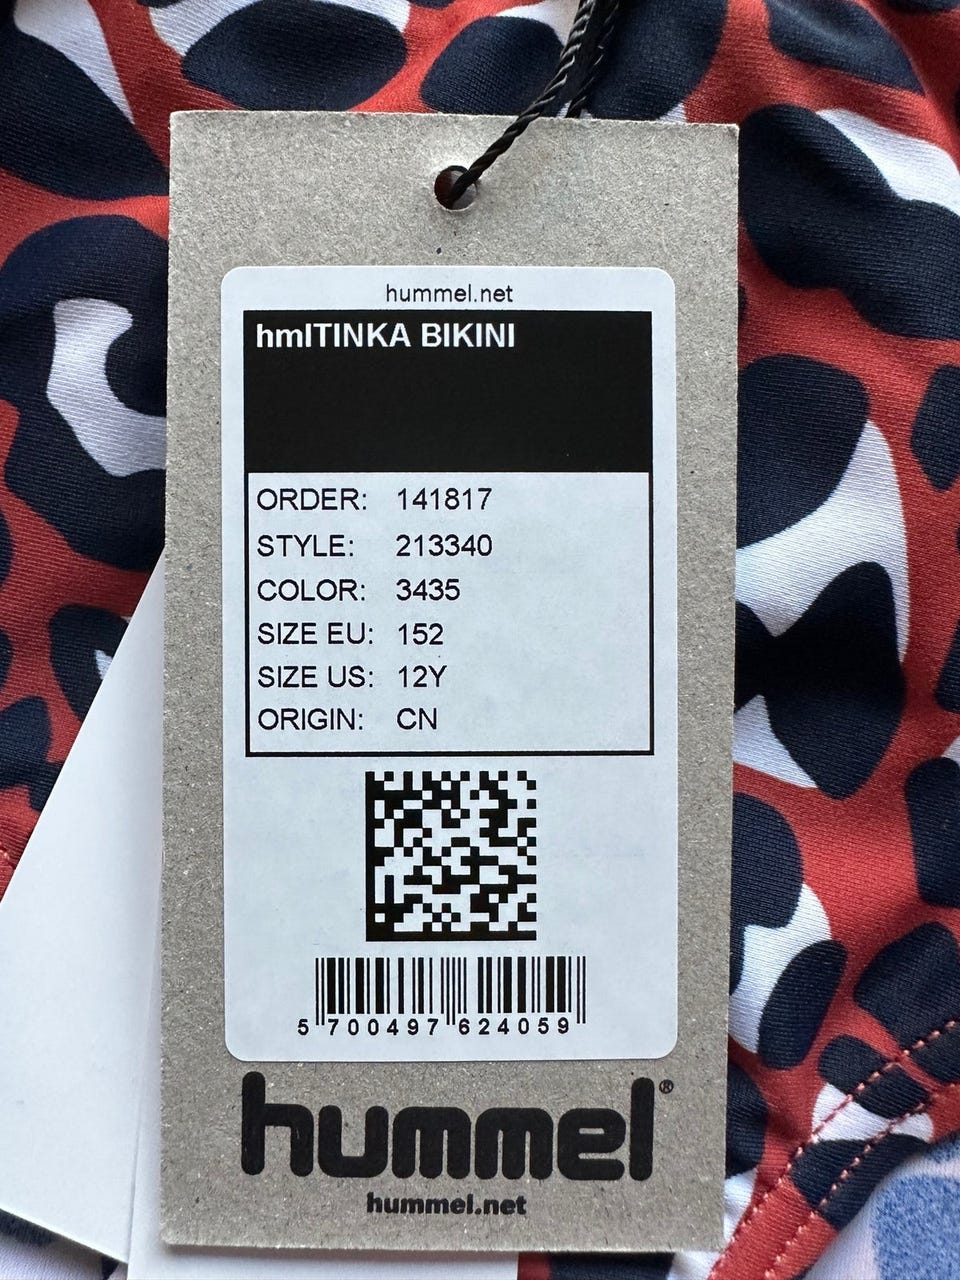 hummel.net
hmlTINKA BIKINI
ORDER: 141817
STYLE: 213340
COLOR: 3435
SIZE EU: 152
SIZE US: 12Y
ORIGIN: CN
5 700497 624059
hummel®
hummel.net